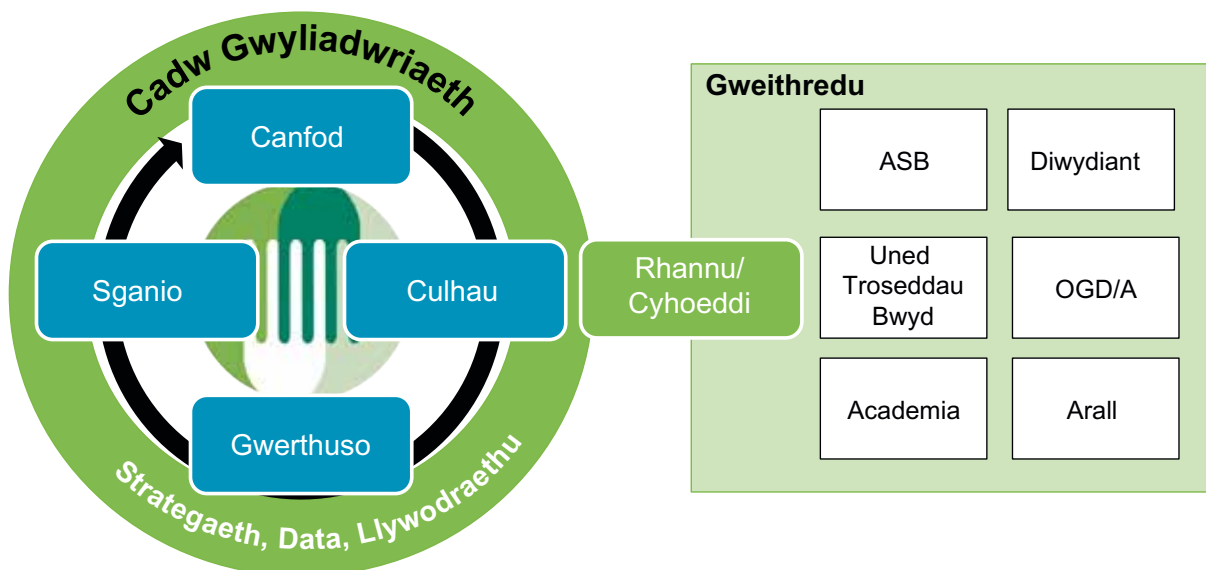 Cadw Gwyliadwriaeth
Canfod
Sganio
Culhau
Gwerthuso
Strategaeth, Data, Llywodraethu
Rhannu/
Cyhoeddi
Gweithredu
ASB
Diwydiant
Uned
Troseddau
Bwyd
OGD/A
Academia
Arall